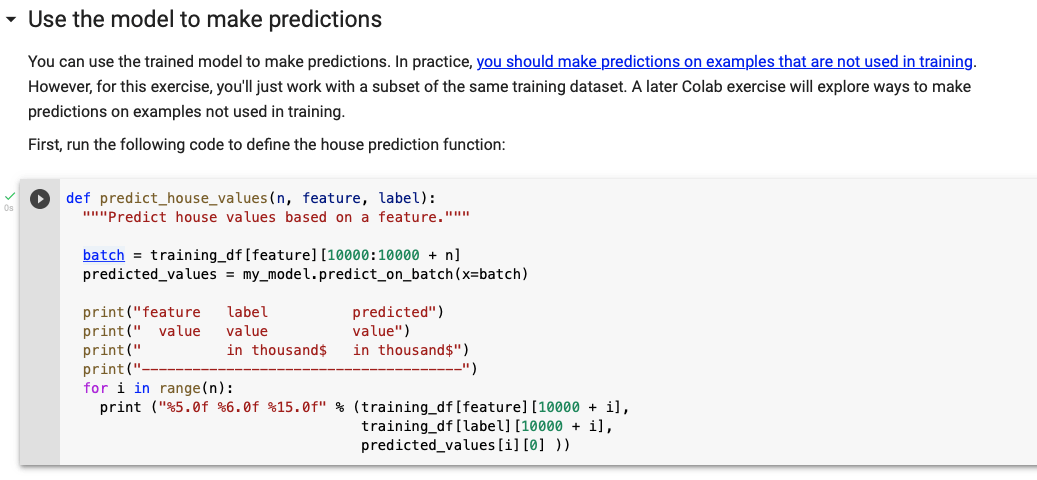 Use the model to make predictions
You can use the trained model to make predictions. In practice, you should make predictions on examples that are not used in training.
However, for this exercise, you'll just work with a subset of the same training dataset. A later Colab exercise will explore ways to make
predictions on examples not used in training.
First, run the following code to define the house prediction function:
0s
def predict_house_values(n, feature, label):
  """Predict house values based on a feature."""

  batch = training_df[feature][10000:10000 + n]
  predicted_values = my_model.predict_on_batch(x=batch)

  print("feature   label          predicted")
  print("  value   value          value")
  print("          in thousand$   in thousand$")
  print("--------------------------------------")
  for i in range(n):
    print ("%5.0f %6.0f %15.0f" % (training_df[feature][10000 + i],
                                   training_df[label][10000 + i],
                                   predicted_values[i][0] ))